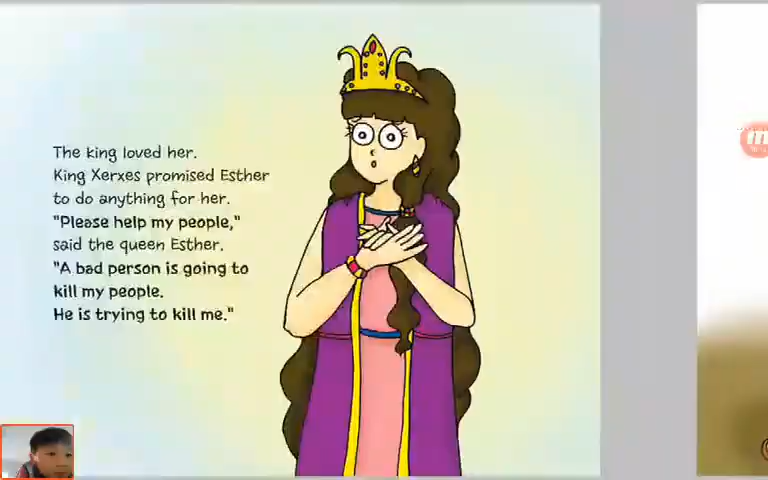 The king loved her.
King Xerxes promised Esther
to do anything for her.
"Please help my people,"
said the queen Esther.
"A bad person is going to
kill my people.
He is trying to kill me."